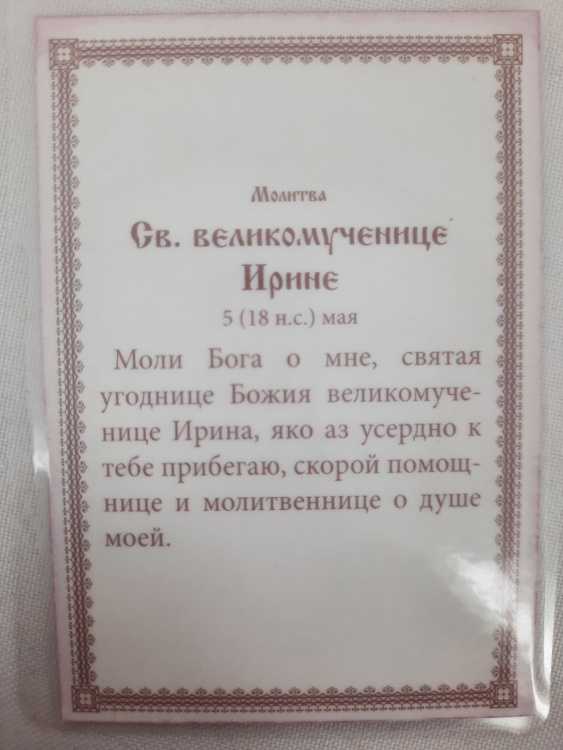 Молитва
Св. великомученице
Ирине
5 (18 н.с.) мая
Моли Бога о мне, святая
угоднице Божия великомуче-
нице Ирина, яко аз усердно к
тебе прибегаю, скорой помощ-
нице и молитвеннице о душе
моей.